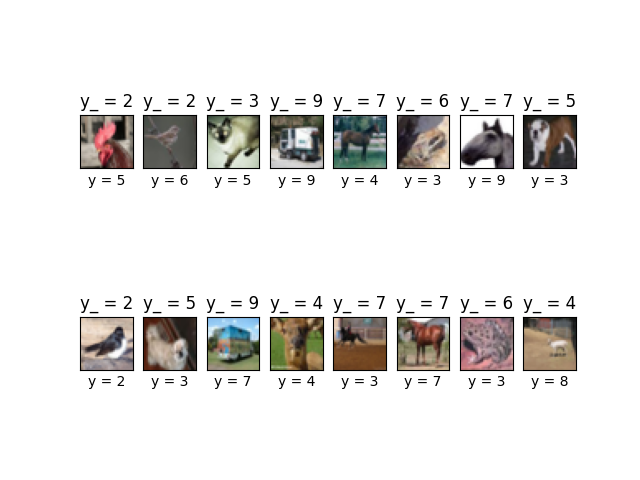 y_ = 2 y_ = 2 y_ = 3 y_ = 9 y_ = 7 y_ = 6 y_ = 7 y_ = 5
y = 5 y = 6 y = 5 y = 9 y = 4 y = 3 y = 9 y = 3
y_ = 2 y_ = 5 y_ = 9 y_ = 4 y_ = 7 y_ = 7 y_ = 6 y_ = 4
y = 2 y = 3 y = 7 y = 4 y = 3 y = 7 y = 3 y = 8